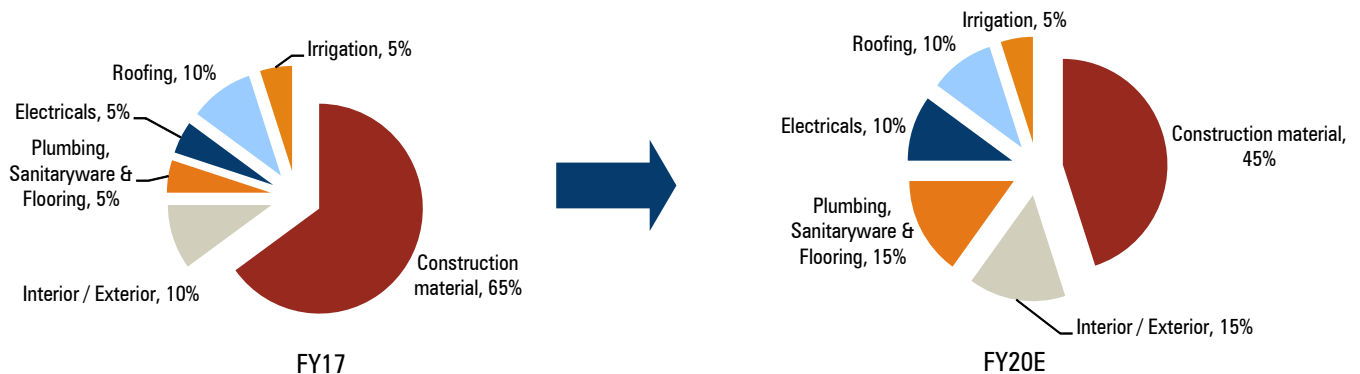 Irrigation, 5%
Roofing, 10%
Electricals, 5%
Plumbing,
Sanitaryware &
Flooring, 5%
Interior / Exterior, 10%
Construction
material, 65%
FY17
Irrigation, 5%
Roofing, 10%
Electricals, 10%
Construction material,
45%
Plumbing,
Sanitaryware &
Flooring, 15%
Interior / Exterior, 15%
FY20E